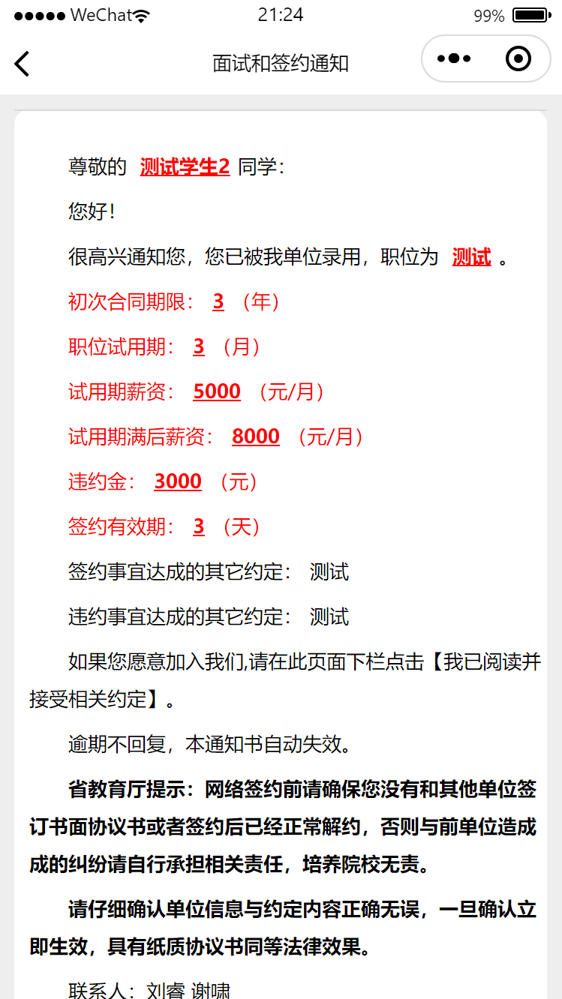 WeChat 21:24 99%
面试和签约通知
尊敬的 测试学生2 同学：
您好！
很高兴通知您，您已被我单位录用，职位为 测试 。
初次合同期限： 3 （年）
职位试用期： 3 （月）
试用期薪资： 5000 （元/月）
试用期满后薪资： 8000 （元/月）
违约金： 3000 （元）
签约有效期： 3 （天）
签约事宜达成的其它约定： 测试
违约事宜达成的其它约定： 测试
如果您愿意加入我们,请在此页面下栏点击【我已阅读并
接受相关约定】。
逾期不回复，本通知书自动失效。
省教育厅提示：网络签约前请确保您没有和其他单位签
订书面协议书或者签约后已经正常解约，否则与前单位造成
成的纠纷请自行承担相关责任，培养院校无责。
请仔细确认单位信息与约定内容正确无误，一旦确认立
即生效，具有纸质协议书同等法律效果。
联系人：刘睿 谢啸